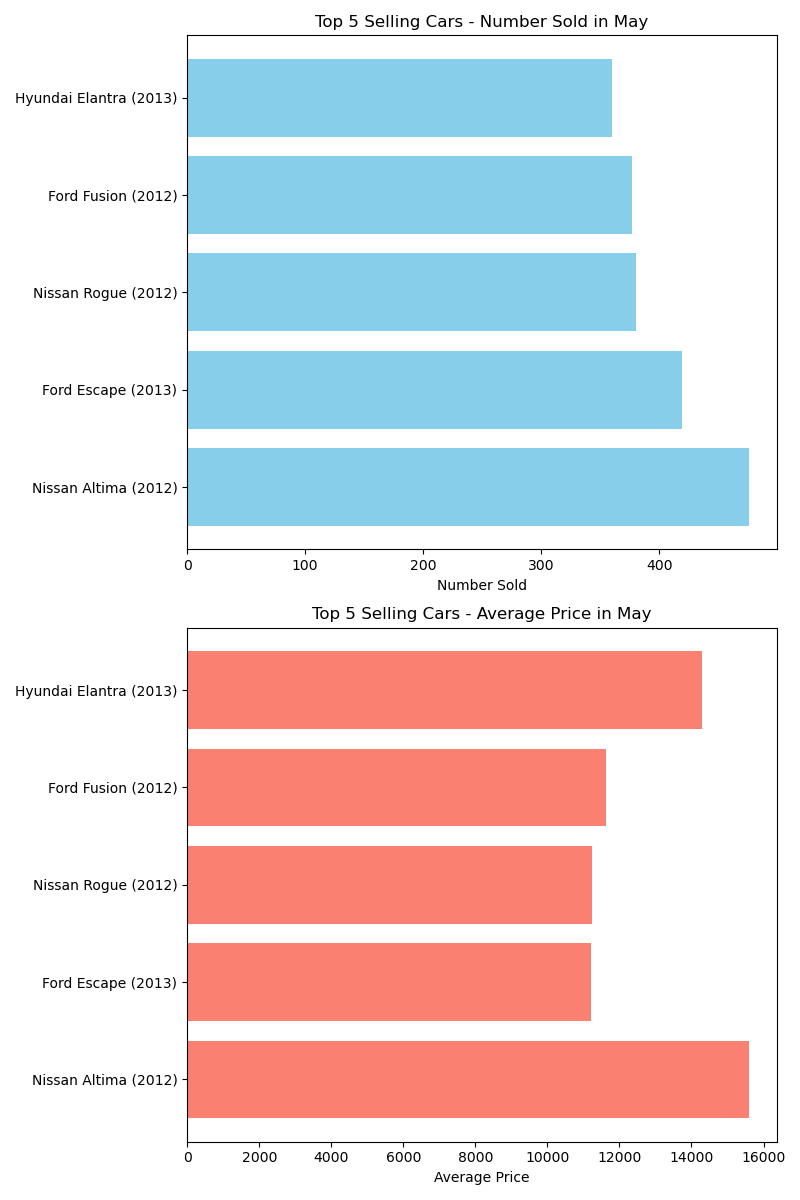 Top 5 Selling Cars - Number Sold in May
Hyundai Elantra (2013)
Ford Fusion (2012)
Nissan Rogue (2012)
Ford Escape (2013)
Nissan Altima (2012)
0 100 200 300 400
Number Sold
Top 5 Selling Cars - Average Price in May
Hyundai Elantra (2013)
Ford Fusion (2012)
Nissan Rogue (2012)
Ford Escape (2013)
Nissan Altima (2012)
0 2000 4000 6000 8000 10000 12000 14000 16000
Average Price